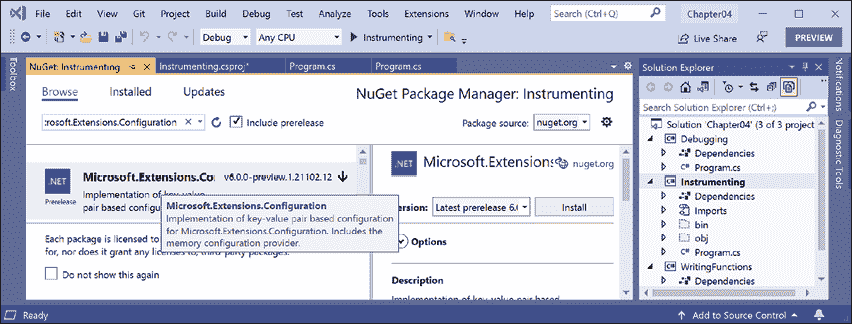 File Edit View Git Project Build Debug Test Analyze Tools Extensions Window Help Search (Ctrl+Q) Chapter04
Debug Any CPU Instrumenting Live Share PREVIEW
Toolbox
NuGet: Instrumenting Instrumenting.csproj* Program.cs Program.cs
Browse Installed Updates
NuGet Package Manager: Instrumenting
rosoft.Extensions.Configuration Include prerelease
Package source: nuget.org
.NET
Prerelease
Microsoft.Extensions.Co v6.0.0-preview.1.21102.12
Implementation of key-value
pair based configu
Microsoft.Extensions.Configuration
Implementation of key-value pair based configuration
for Microsoft.Extensions.Configuration. Includes the
memory configuration provider.
Each package is licensed to
for, nor does it grant any licenses to, third-party packages.
Do not show this again
.NET Microsoft.Extensions nuget.org
ersion: Latest prerelease 6.0 Install
Options
Description
Implementation of key-value pair based
Solution Explorer
Search Solution Explorer (Ctrl+;)
Solution 'Chapter04' (3 of 3 project
Debugging
Dependencies
Program.cs
Instrumenting
Dependencies
Imports
bin
obj
Program.cs
WritingFunctions
Dependencies
Program.cs
Notifications
Diagnostic Tools
Ready
Add to Source Control